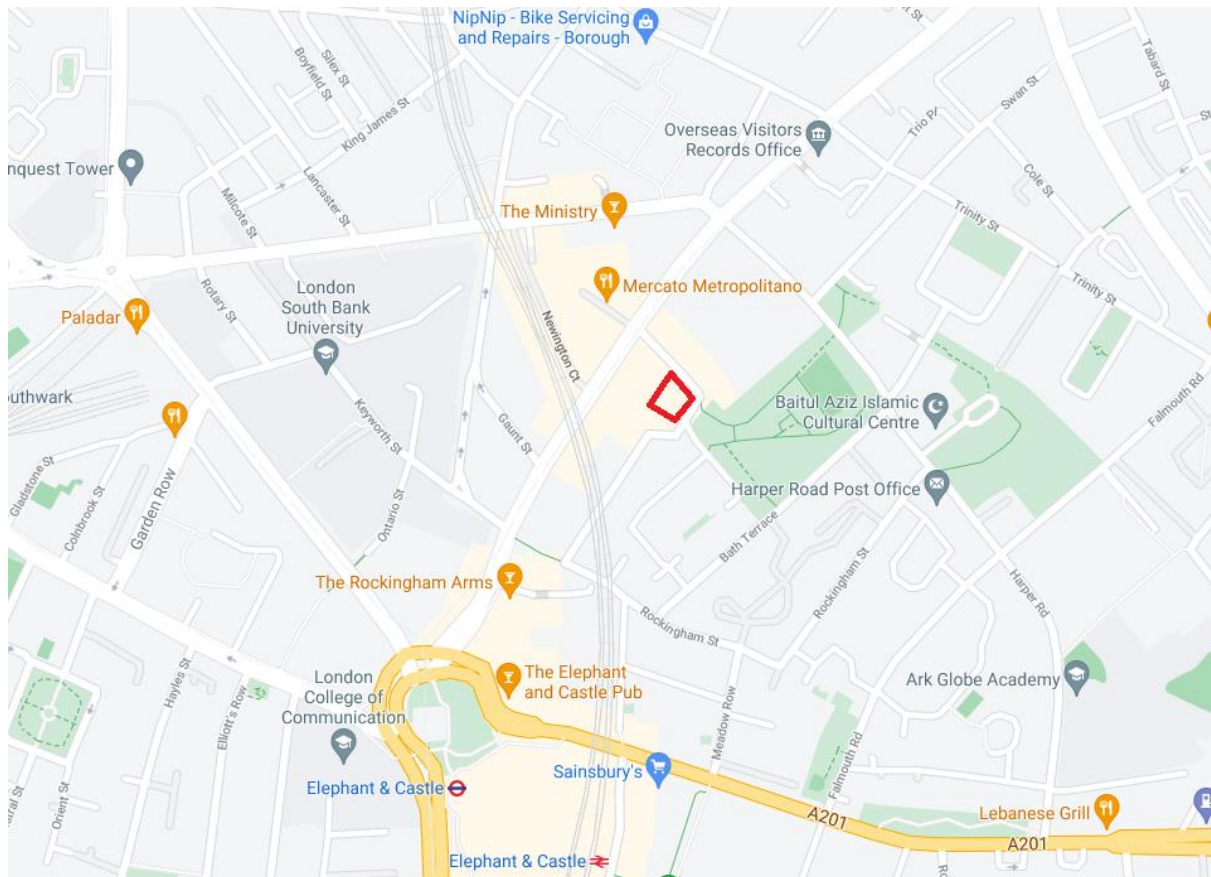 NipNip - Bike Servicing
and Repairs - Borough
Silex St
Boyfield St
King James St
Tabard St
Swan St
Trio Pl
Overseas Visitors
Records Office
Cole St
nquest Tower
Milcote St
Lancaster St
The Ministry
Trinity St
Rotary St
London
South Bank
University
Mercato Metropolitano
Trinity St
Paladar
Newington Ct
outhwark
Keyworth St
Gaunt St
Baitul Aziz Islamic
Cultural Centre
Falmouth Rd
Gladstone St
Colnbrook St
Garden Row
Ontario St
Harper Road Post Office
Bath Terrace
The Rockingham Arms
Rockingham St
Rockingham St
Harper Rd
London
College of
Communication
The Elephant
and Castle Pub
Ark Globe Academy
Hayles St
Elliott's Row
Meadow Row
Falmouth Rd
Elephant & Castle
Sainsbury's
Orient St
Lebanese Grill
A201
A201
Elephant & Castle